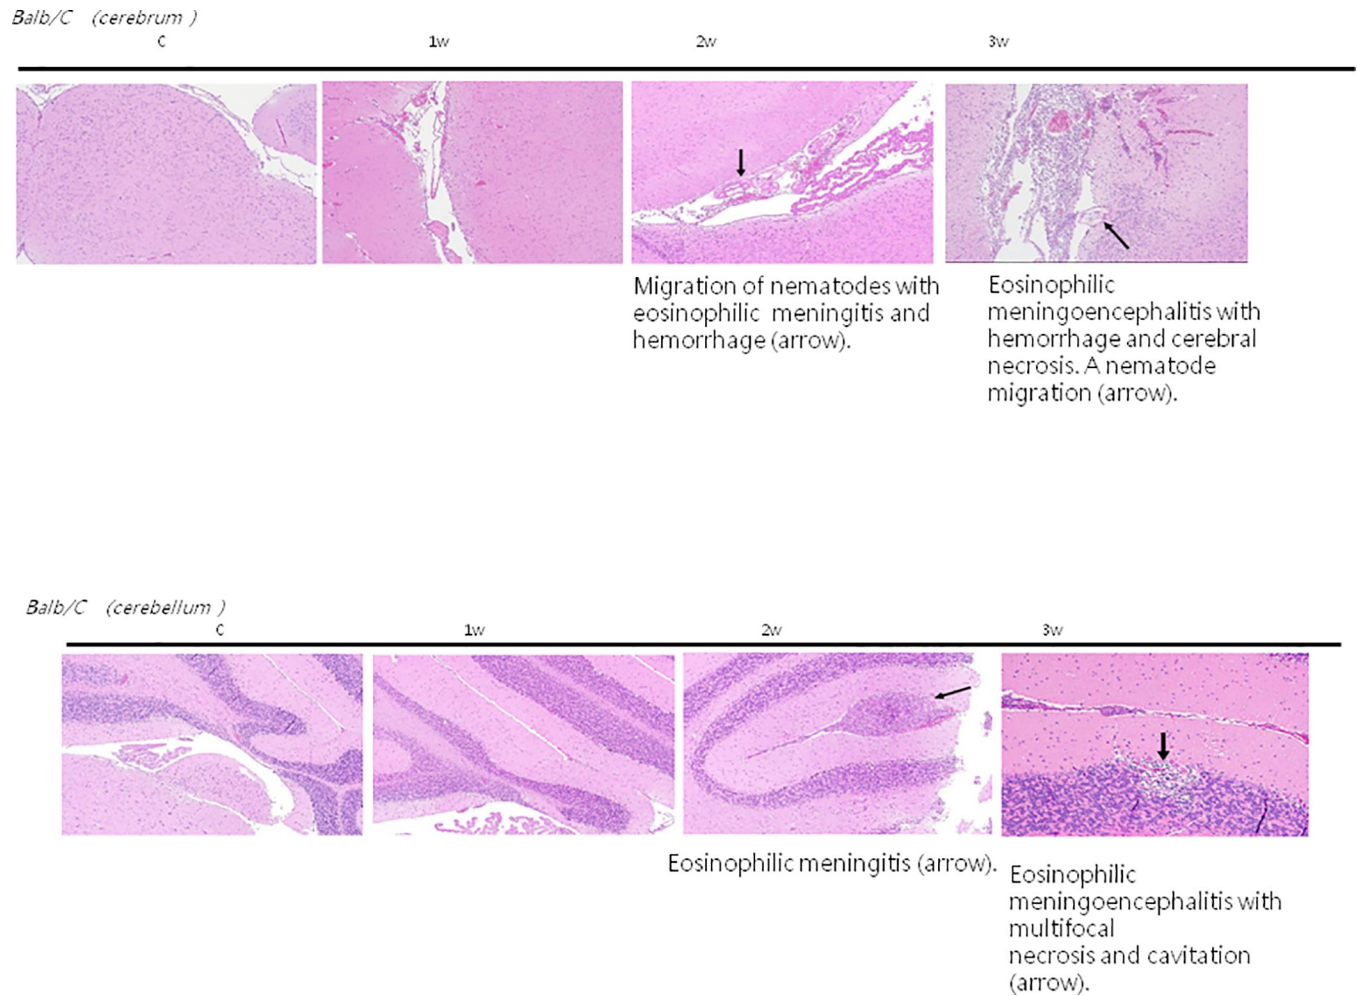 Balb/C (cerebrum )
C 1w 2w 3w
Migration of nematodes with
eosinophilic meningitis and
hemorrhage (arrow).
Eosinophilic
meningoencephalitis with
hemorrhage and cerebral
necrosis. A nematode
migration (arrow).
Balb/C (cerebellum )
C 1w 2w 3w
Eosinophilic meningitis (arrow).
Eosinophilic
meningoencephalitis with
multifocal
necrosis and cavitation
(arrow).